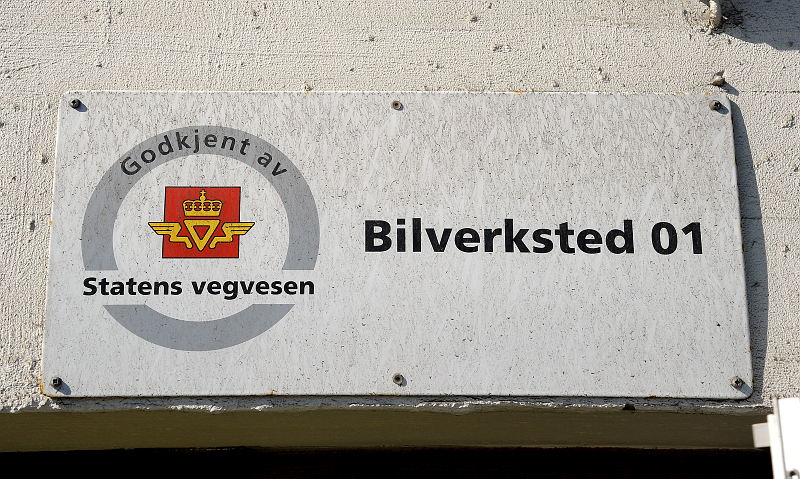 Godkjent av
Statens vegvesen
Bilverksted 01